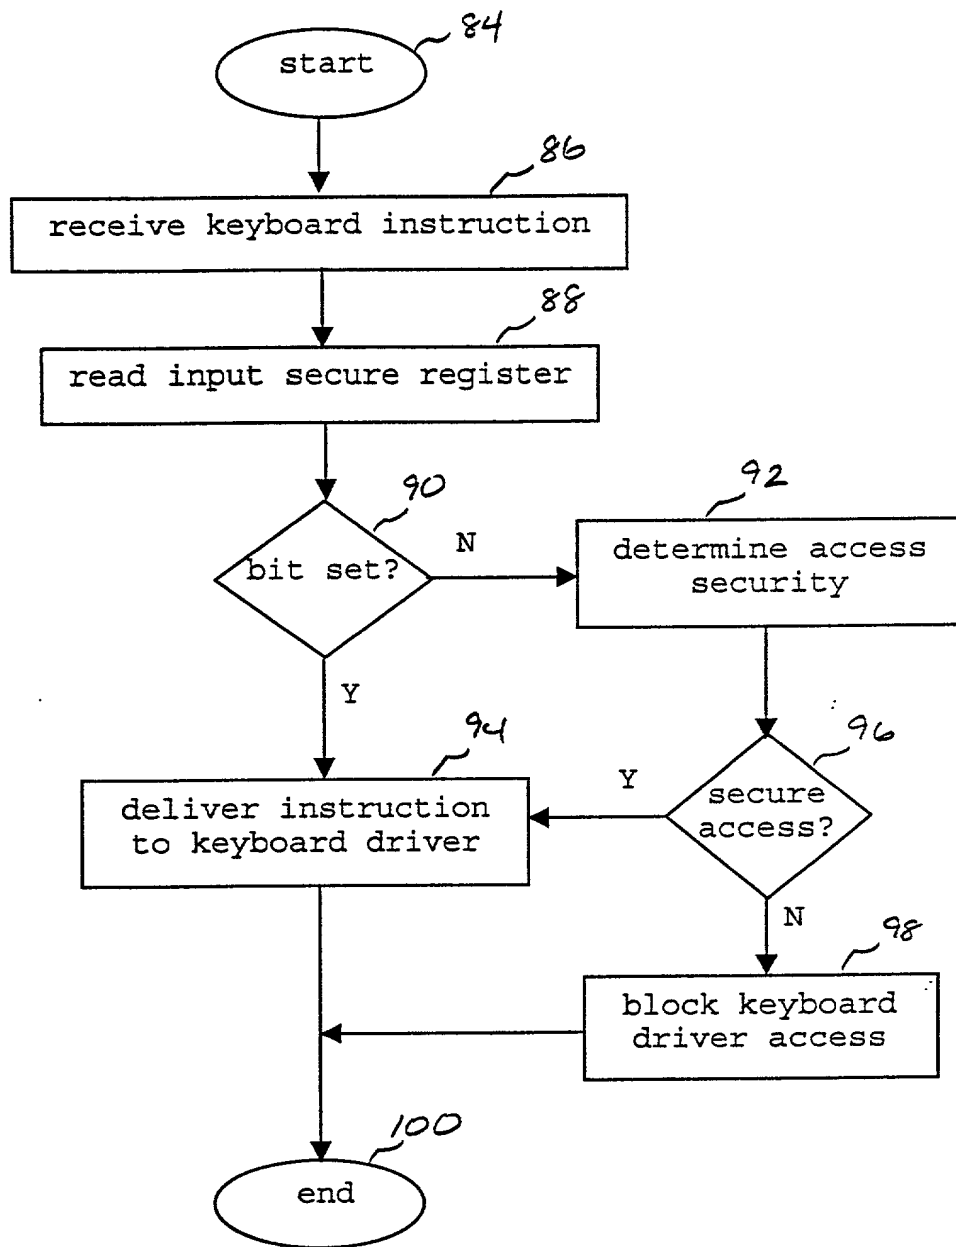 84
start
86
receive keyboard instruction
88
read input secure register
90
bit set?
N
92
determine access
security
Y
94
deliver instruction
to keyboard driver
Y
96
secure
access?
N
98
block keyboard
driver access
100
end